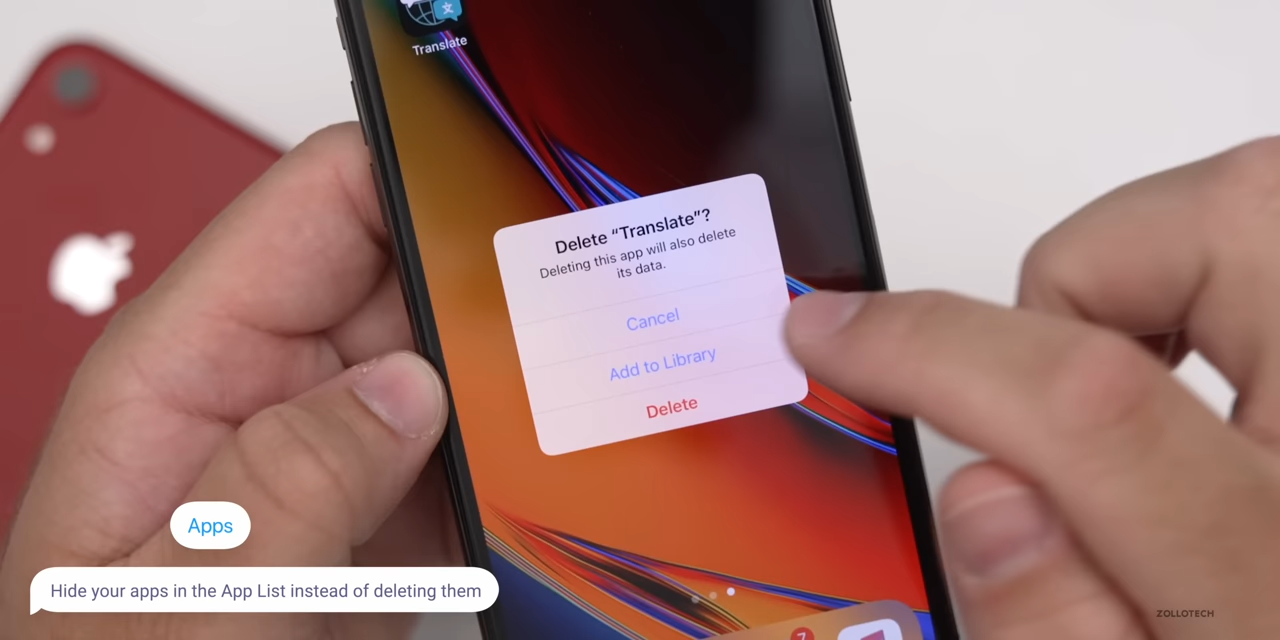 Translate
Delete “Translate”?
Deleting this app will also delete
its data.
Cancel
Add to Library
Delete
7
Apps
Hide your apps in the App List instead of deleting them
ZOLLOTECH